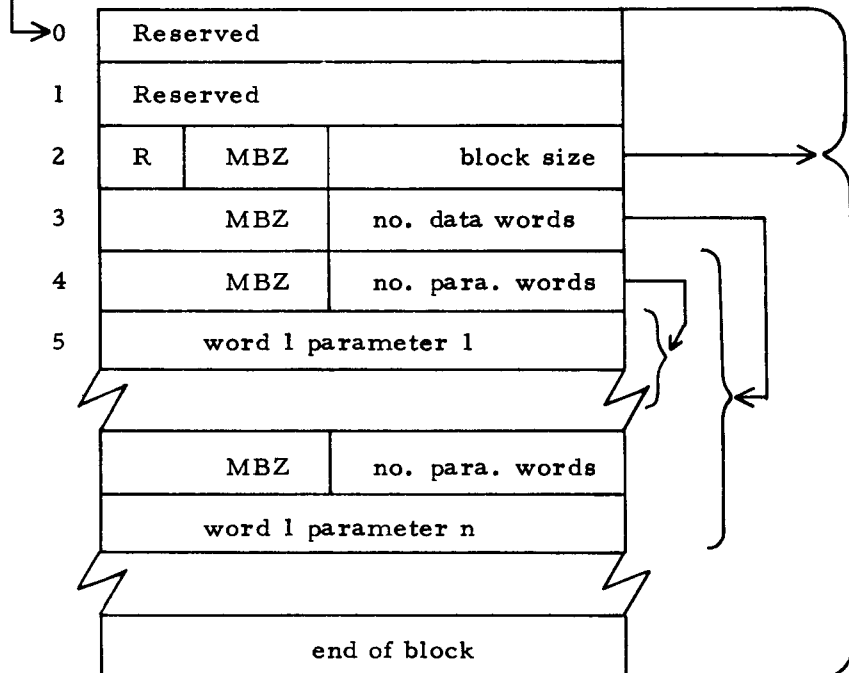 0 Reserved
1 Reserved
2 R MBZ block size
3 MBZ no. data words
4 MBZ no. para. words
5 word 1 parameter 1
MBZ no. para. words
word 1 parameter n
end of block